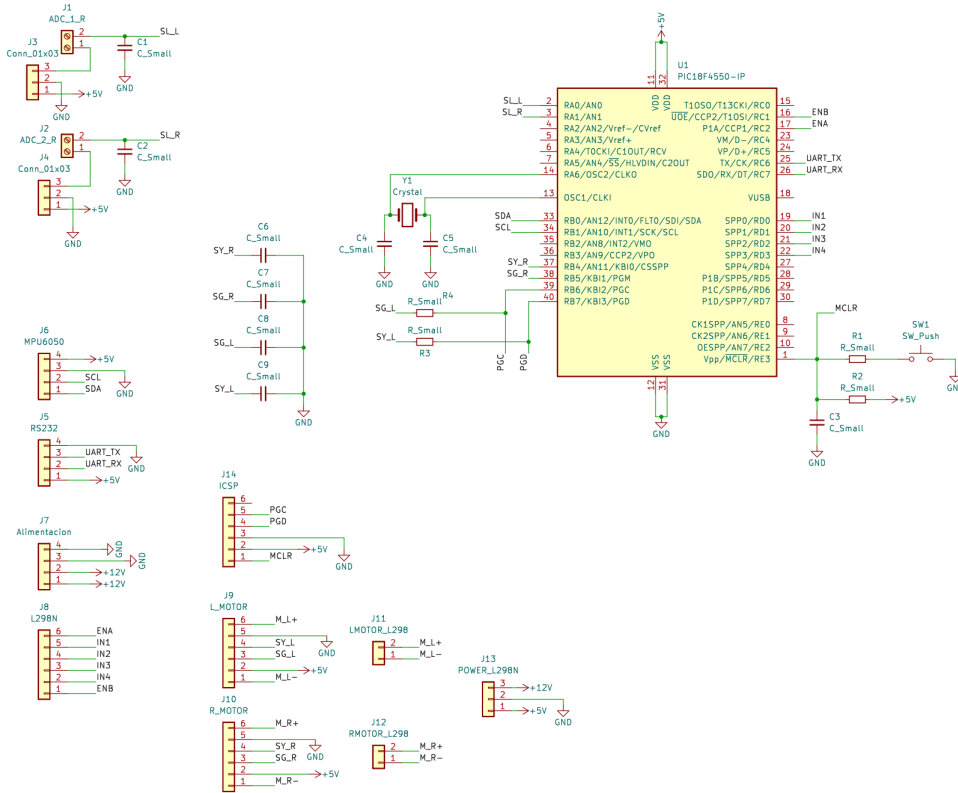 J1
ADC_1_R
2
1
SL_L
C1
C_Small
GND
J3
Conn_01x03
3
2
1
+5V
GND
J2
ADC_2_R
2
1
SL_R
C2
C_Small
GND
J4
Conn_01x03
3
2
1
+5V
GND
C6
C_Small
SY_R
C7
C_Small
SG_R
C8
C_Small
SG_L
C9
C_Small
SY_L
GND
+5V
U1
PIC18F4550-IP
11
32
VDD
VDD
SL_L 2 RA0/AN0
SL_R 3 RA1/AN1
4 RA2/AN2/Vref-/CVref
5 RA3/AN3/Vref+
6 RA4/T0CKI/C1OUT/RCV
7 RA5/AN4/SS/HLVDIN/C2OUT
14 RA6/OSC2/CLKO
13 OSC1/CLKI
SDA 33 RB0/AN12/INT0/FLT0/SDI/SDA
SCL 34 RB1/AN10/INT1/SCK/SCL
35 RB2/AN8/INT2/VMO
36 RB3/AN9/CCP2/VPO
SY_R 37 RB4/AN11/KBI0/CSSPP
SG_R 38 RB5/KBI1/PGM
39 RB6/KBI2/PGC
40 RB7/KBI3/PGD
T1OSO/T13CKI/RC0 15
UOE/CCP2/T1OSI/RC1 16 ENB
P1A/CCP1/RC2 17 ENA
VM/D-/RC4 23
VP/D+/RC5 24
TX/CK/RC6 25 UART_TX
SDO/RX/DT/RC7 26 UART_RX
VUSB 18
SPP0/RD0 19 IN1
SPP1/RD1 20 IN2
SPP2/RD2 21 IN3
SPP3/RD3 22 IN4
SPP4/RD4 27
P1B/SPP5/RD5 28
P1C/SPP6/RD6 29
P1D/SPP7/RD7 30
CK1SPP/AN5/RE0 8
CK2SPP/AN6/RE1 9
OESPP/AN7/RE2 10
Vpp/MCLR/RE3 1
VSS
VSS
12
31
GND
Y1
Crystal
C4
C_Small
GND
C5
C_Small
GND
R_Small
R4
SG_L
R_Small
R3
SY_L
PGC
PGD
MCLR
R1
R_Small
SW1
SW_Push
GND
R2
R_Small
+5V
C3
C_Small
GND
J6
MPU6050
4
3
2
1
+5V
GND
SCL
SDA
J5
RS232
4
3
2
1
GND
UART_TX
UART_RX
+5V
J7
Alimentacion
4
3
2
1
GND
GND
+12V
+12V
J8
L298N
6 ENA
5 IN1
4 IN2
3 IN3
2 IN4
1 ENB
J14
ICSP
6
5 PGC
4 PGD
3
2 +5V
1 MCLR
GND
J9
L_MOTOR
6 M_L+
5
GND
4 SY_L
3 SG_L
2 +5V
1 M_L-
J10
R_MOTOR
6 M_R+
5
GND
4 SY_R
3 SG_R
2 +5V
1 M_R-
J11
LMOTOR_L298
2 M_L+
1 M_L-
J12
RMOTOR_L298
2 M_R+
1 M_R-
J13
POWER_L298N
3 +12V
2
1 +5V
GND